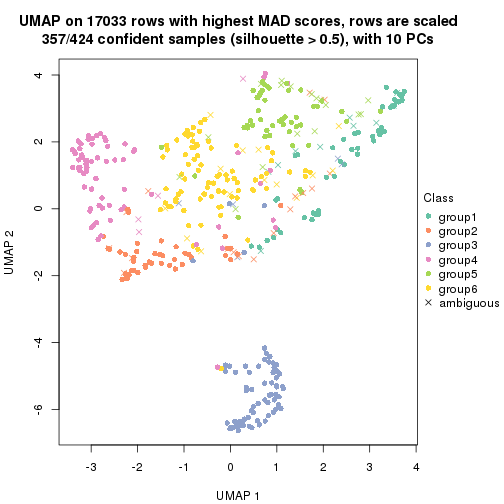 UMAP on 17033 rows with highest MAD scores, rows are scaled
357/424 confident samples (silhouette > 0.5), with 10 PCs
4
2
0
-2
-4
-6
UMAP 2
-3
-2
-1
0
1
2
3
4
UMAP 1
Class
group1
group2
group3
group4
group5
group6
ambiguous